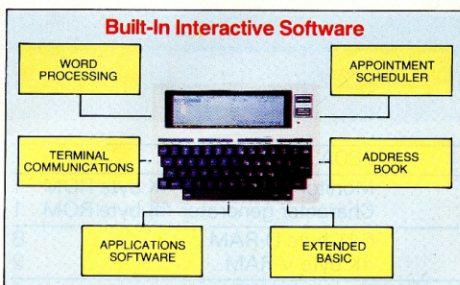 Built-In Interactive Software
WORD
PROCESSING
APPOINTMENT
SCHEDULER
TERMINAL
COMMUNICATIONS
ADDRESS
BOOK
APPLICATIONS
SOFTWARE
EXTENDED
BASIC